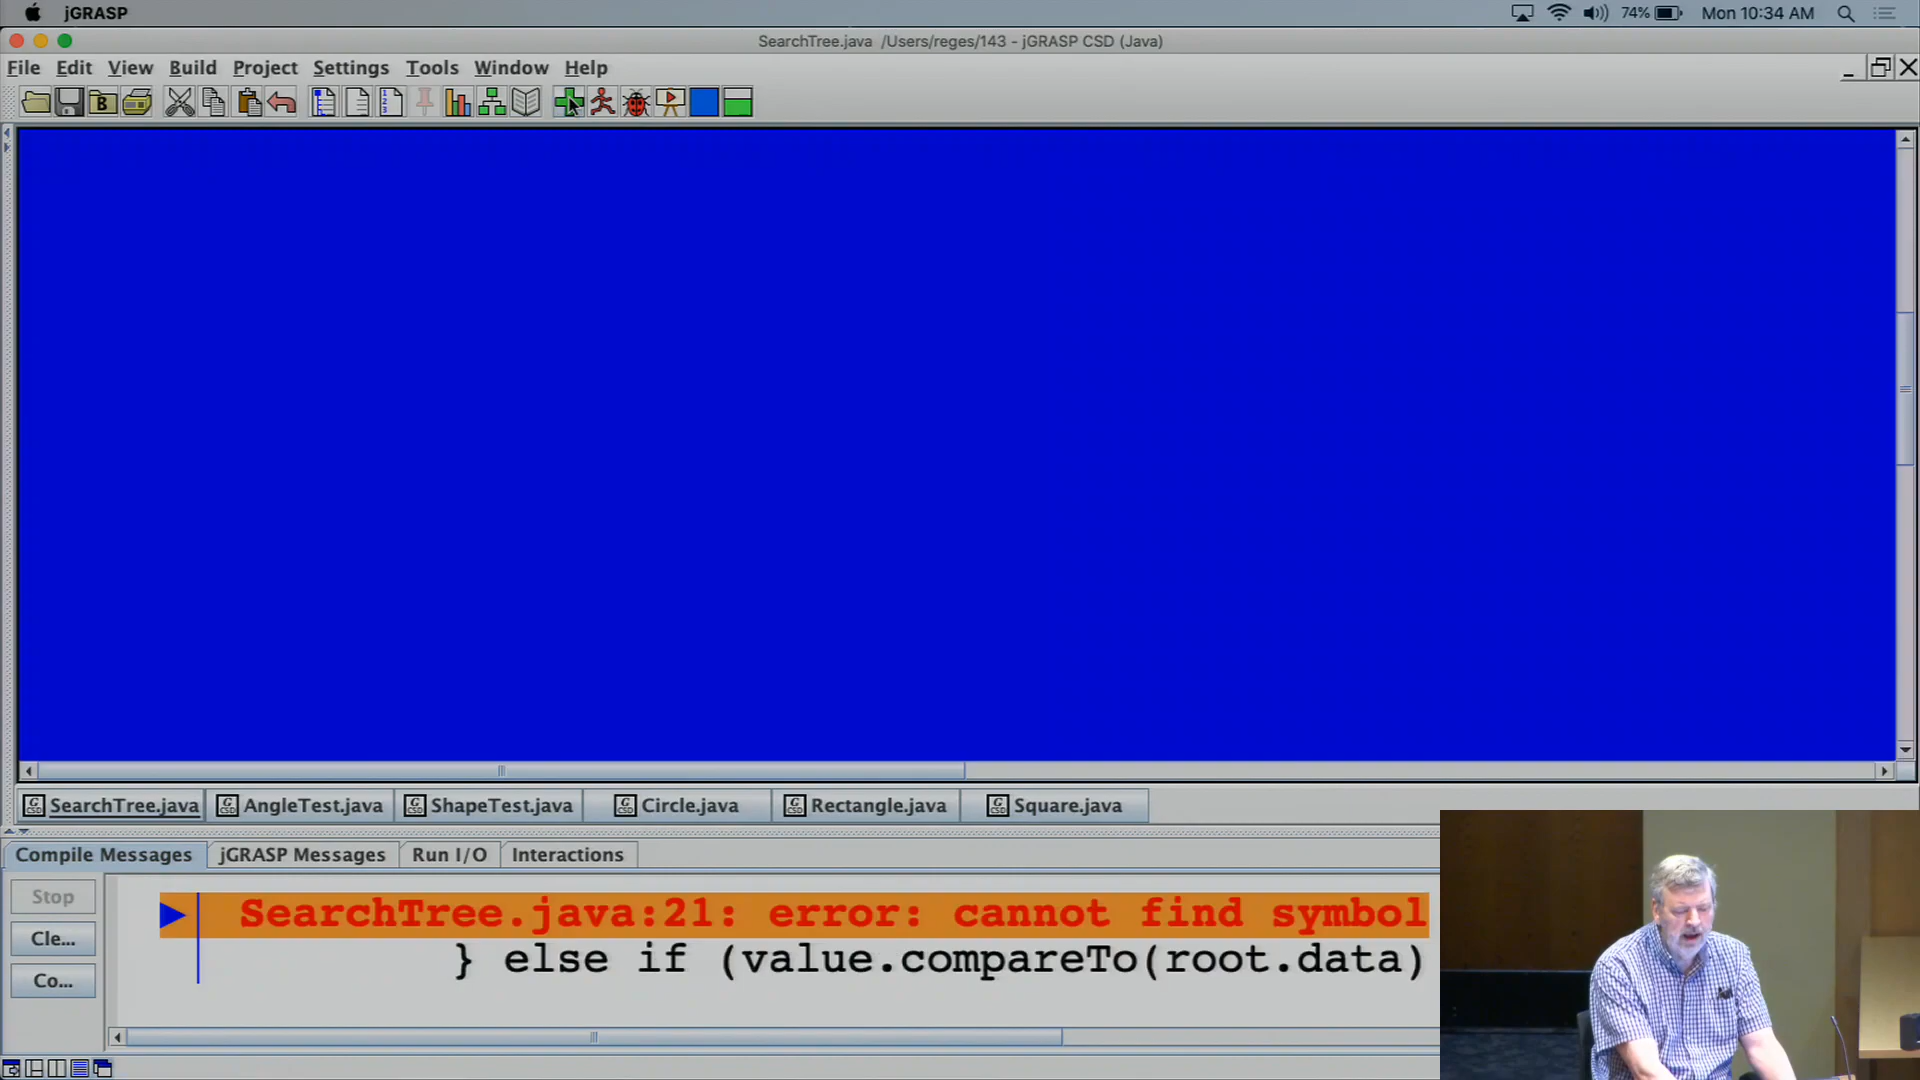 jGRASP
74%
Mon 10:34 AM
SearchTree.java /Users/reges/143 - jGRASP CSD (Java)
File Edit View Build Project Settings Tools Window Help
SearchTree.java
AngleTest.java
ShapeTest.java
Circle.java
Rectangle.java
Square.java
Compile Messages
jGRASP Messages
Run I/O
Interactions
Stop
Cle...
Co...
SearchTree.java:21: error: cannot find symbol
} else if (value.compareTo(root.data)